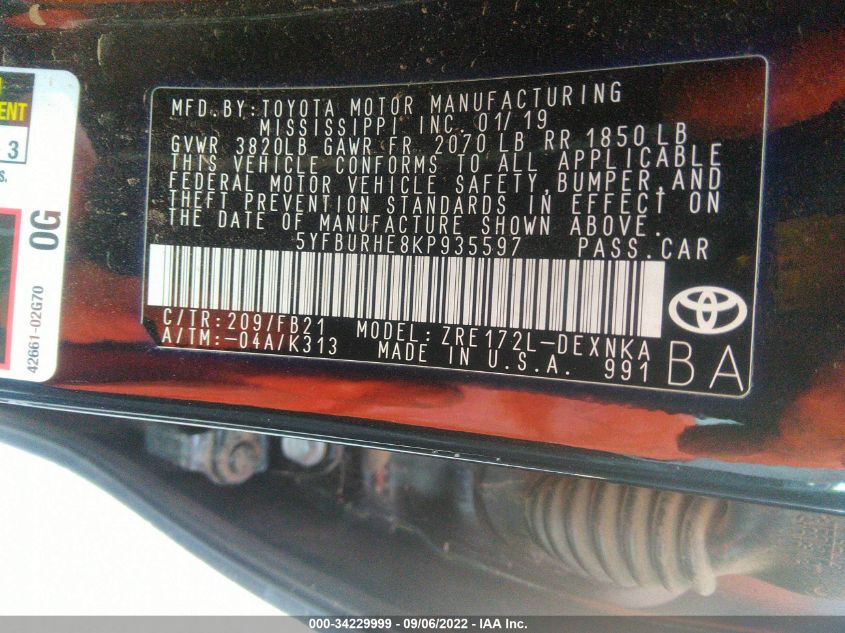 MENT
3
s.
0G
42661-02G70
MFD. BY: TOYOTA MOTOR MANUFACTURING
MISSISSIPPI INC. 01/19
GVWR 3820LB GAWR FR 2070 LB RR 1850 LB
THIS VEHICLE CONFORMS TO ALL APPLICABLE
FEDERAL MOTOR VEHICLE SAFETY, BUMPER, AND
THEFT PREVENTION STANDARDS IN EFFECT ON
THE DATE OF MANUFACTURE SHOWN ABOVE.
5YFBURHE8KP935597 PASS.CAR
C/TR: 209/FB21 MODEL: ZRE172L-DEXNKA
A/TM: -04A/K313 MADE IN U.S.A. 991
BA
000-34229999 - 09/06/2022 - IAA Inc.